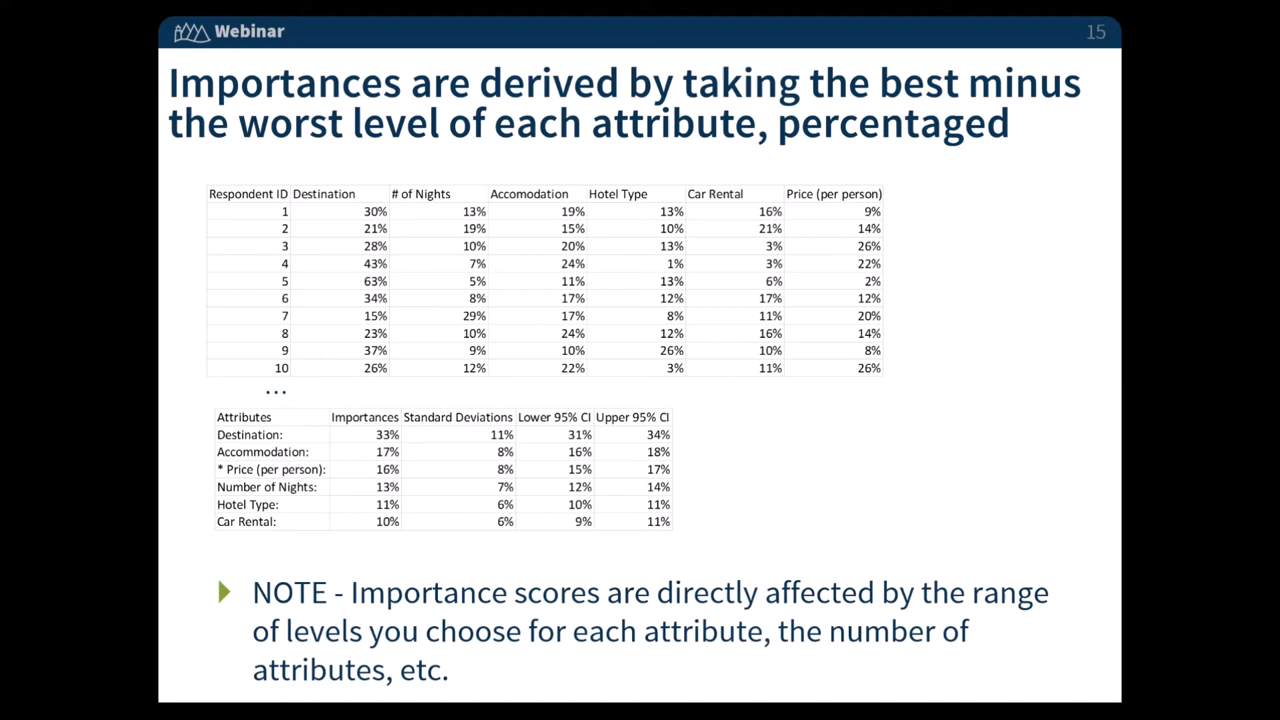 Webinar 15
Importances are derived by taking the best minus
the worst level of each attribute, percentaged
Respondent ID Destination # of Nights Accomodation Hotel Type Car Rental Price (per person)
1 30% 13% 19% 13% 16% 9%
2 21% 19% 15% 10% 21% 14%
3 28% 10% 20% 13% 3% 26%
4 43% 7% 24% 1% 3% 22%
5 63% 5% 11% 13% 6% 2%
6 34% 8% 17% 12% 17% 12%
7 15% 29% 17% 8% 11% 20%
8 23% 10% 24% 12% 16% 14%
9 37% 9% 10% 26% 10% 8%
10 26% 12% 22% 3% 11% 26%
...
Attributes Importances Standard Deviations Lower 95% CI Upper 95% CI
Destination: 33% 11% 31% 34%
Accommodation: 17% 8% 16% 18%
* Price (per person): 16% 8% 15% 17%
Number of Nights: 13% 7% 12% 14%
Hotel Type: 11% 6% 10% 11%
Car Rental: 10% 6% 9% 11%
NOTE - Importance scores are directly affected by the range
of levels you choose for each attribute, the number of
attributes, etc.